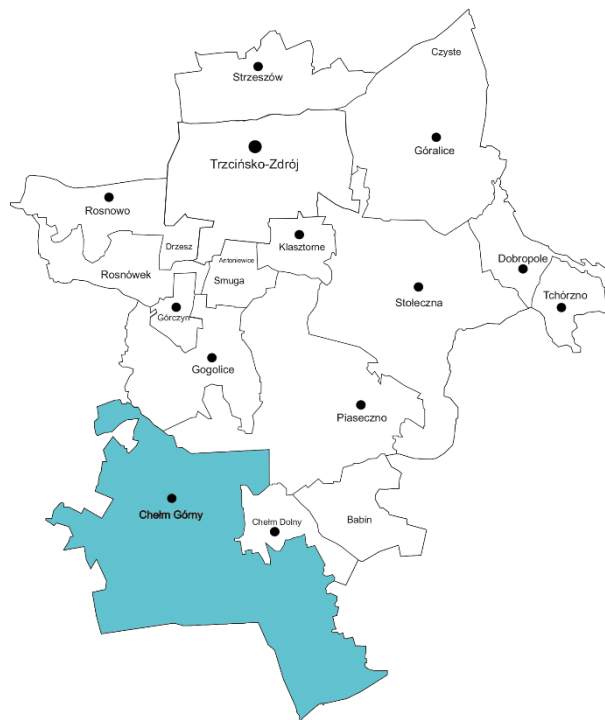 Czyste
Strzeszów
Góralice
Trzcińsko-Zdrój
Rosnowo
Drzesz
Klasztorne
Antoniewice
Rosnówek
Smuga
Dobropole
Tchórzno
Stołeczna
Górczyn
Gogolice
Piaseczno
Chełm Górny
Chełm Dolny
Babin